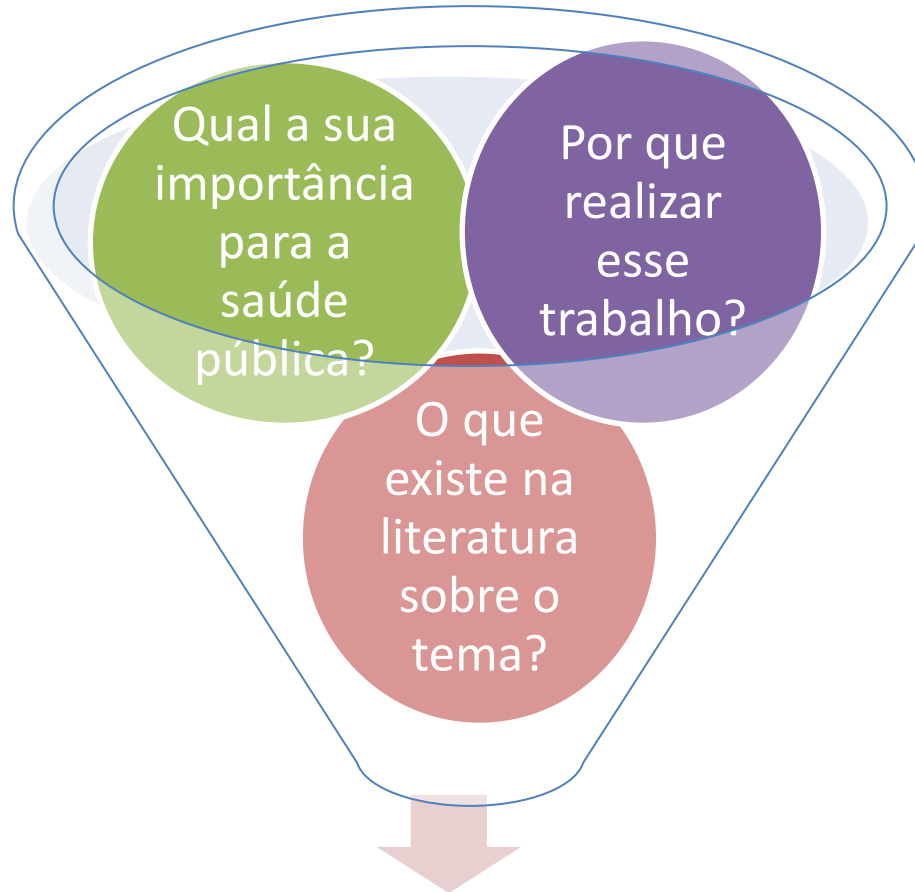 Qual a sua
importância
para a
saúde
pública?
Por que
realizar
esse
trabalho?
O que
existe na
literatura
sobre o
tema?